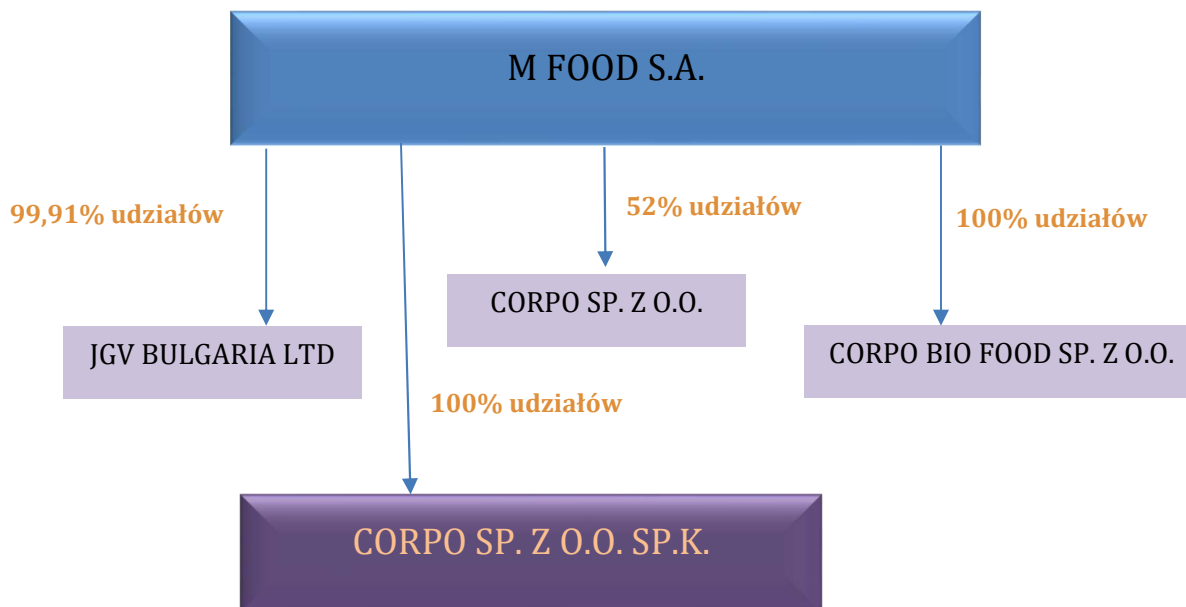 M FOOD S.A.
99,91% udziałów
52% udziałów
100% udziałów
CORPO SP. Z O.O.
JGV BULGARIA LTD
CORPO BIO FOOD SP. Z O.O.
100% udziałów
CORPO SP. Z O.O. SP.K.